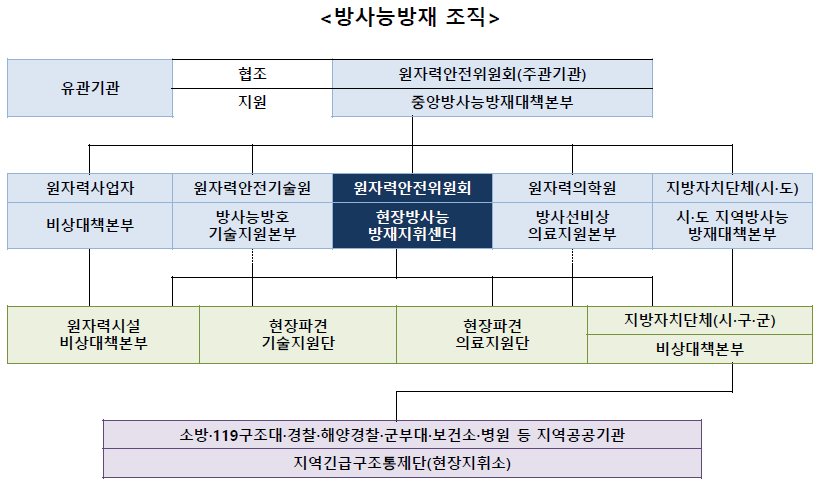 <방사능방재 조직>
유관기관
협조
원자력안전위원회(주관기관)
지원
중앙방사능방재대책본부
원자력사업자
원자력안전기술원
원자력안전위원회
원자력의학원
지방자치단체(시·도)
비상대책본부
방사능방호
기술지원본부
현장방사능
방재지휘센터
방사선비상
의료지원본부
시·도 지역방사능
방재대책본부
원자력시설
비상대책본부
현장파견
기술지원단
현장파견
의료지원단
지방자치단체(시·구·군)
비상대책본부
소방·119구조대·경찰·해양경찰·군부대·보건소·병원 등 지역공공기관
지역긴급구조통제단(현장지휘소)